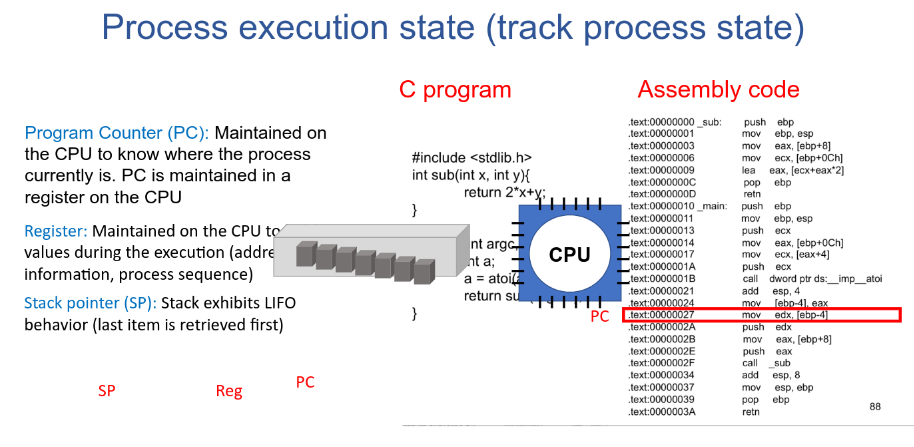 Process execution state (track process state)
C program
Assembly code
Program Counter (PC): Maintained on
the CPU to know where the process
currently is. PC is maintained in a
register on the CPU
Register: Maintained on the CPU to
values during the execution (addre
information, process sequence)
Stack pointer (SP): Stack exhibits LIFO
behavior (last item is retrieved first)
SP
Reg
PC
#include <stdlib.h>
int sub(int x, int y){
return 2*x+y;
}
int argc
int a;
a = atoi(a
return su
}
CPU
PC
.text:00000000 _sub: push ebp
.text:00000001 mov ebp, esp
.text:00000003 mov eax, [ebp+8]
.text:00000006 mov ecx, [ebp+0Ch]
.text:00000009 lea eax, [ecx+eax*2]
.text:0000000C pop ebp
.text:0000000D retn
.text:00000010 _main: push ebp
.text:00000011 mov ebp, esp
.text:00000013 push ecx
.text:00000014 mov eax, [ebp+0Ch]
.text:00000017 mov ecx, [eax+4]
.text:0000001A push ecx
.text:0000001B call dword ptr ds:__imp__atoi
.text:00000021 add esp, 4
.text:00000024 mov [ebp-4], eax
.text:00000027 mov edx, [ebp-4]
.text:0000002A push edx
.text:0000002B mov eax, [ebp+8]
.text:0000002E push eax
.text:0000002F call _sub
.text:00000034 add esp, 8
.text:00000037 mov esp, ebp
.text:00000039 pop ebp
.text:0000003A retn
88